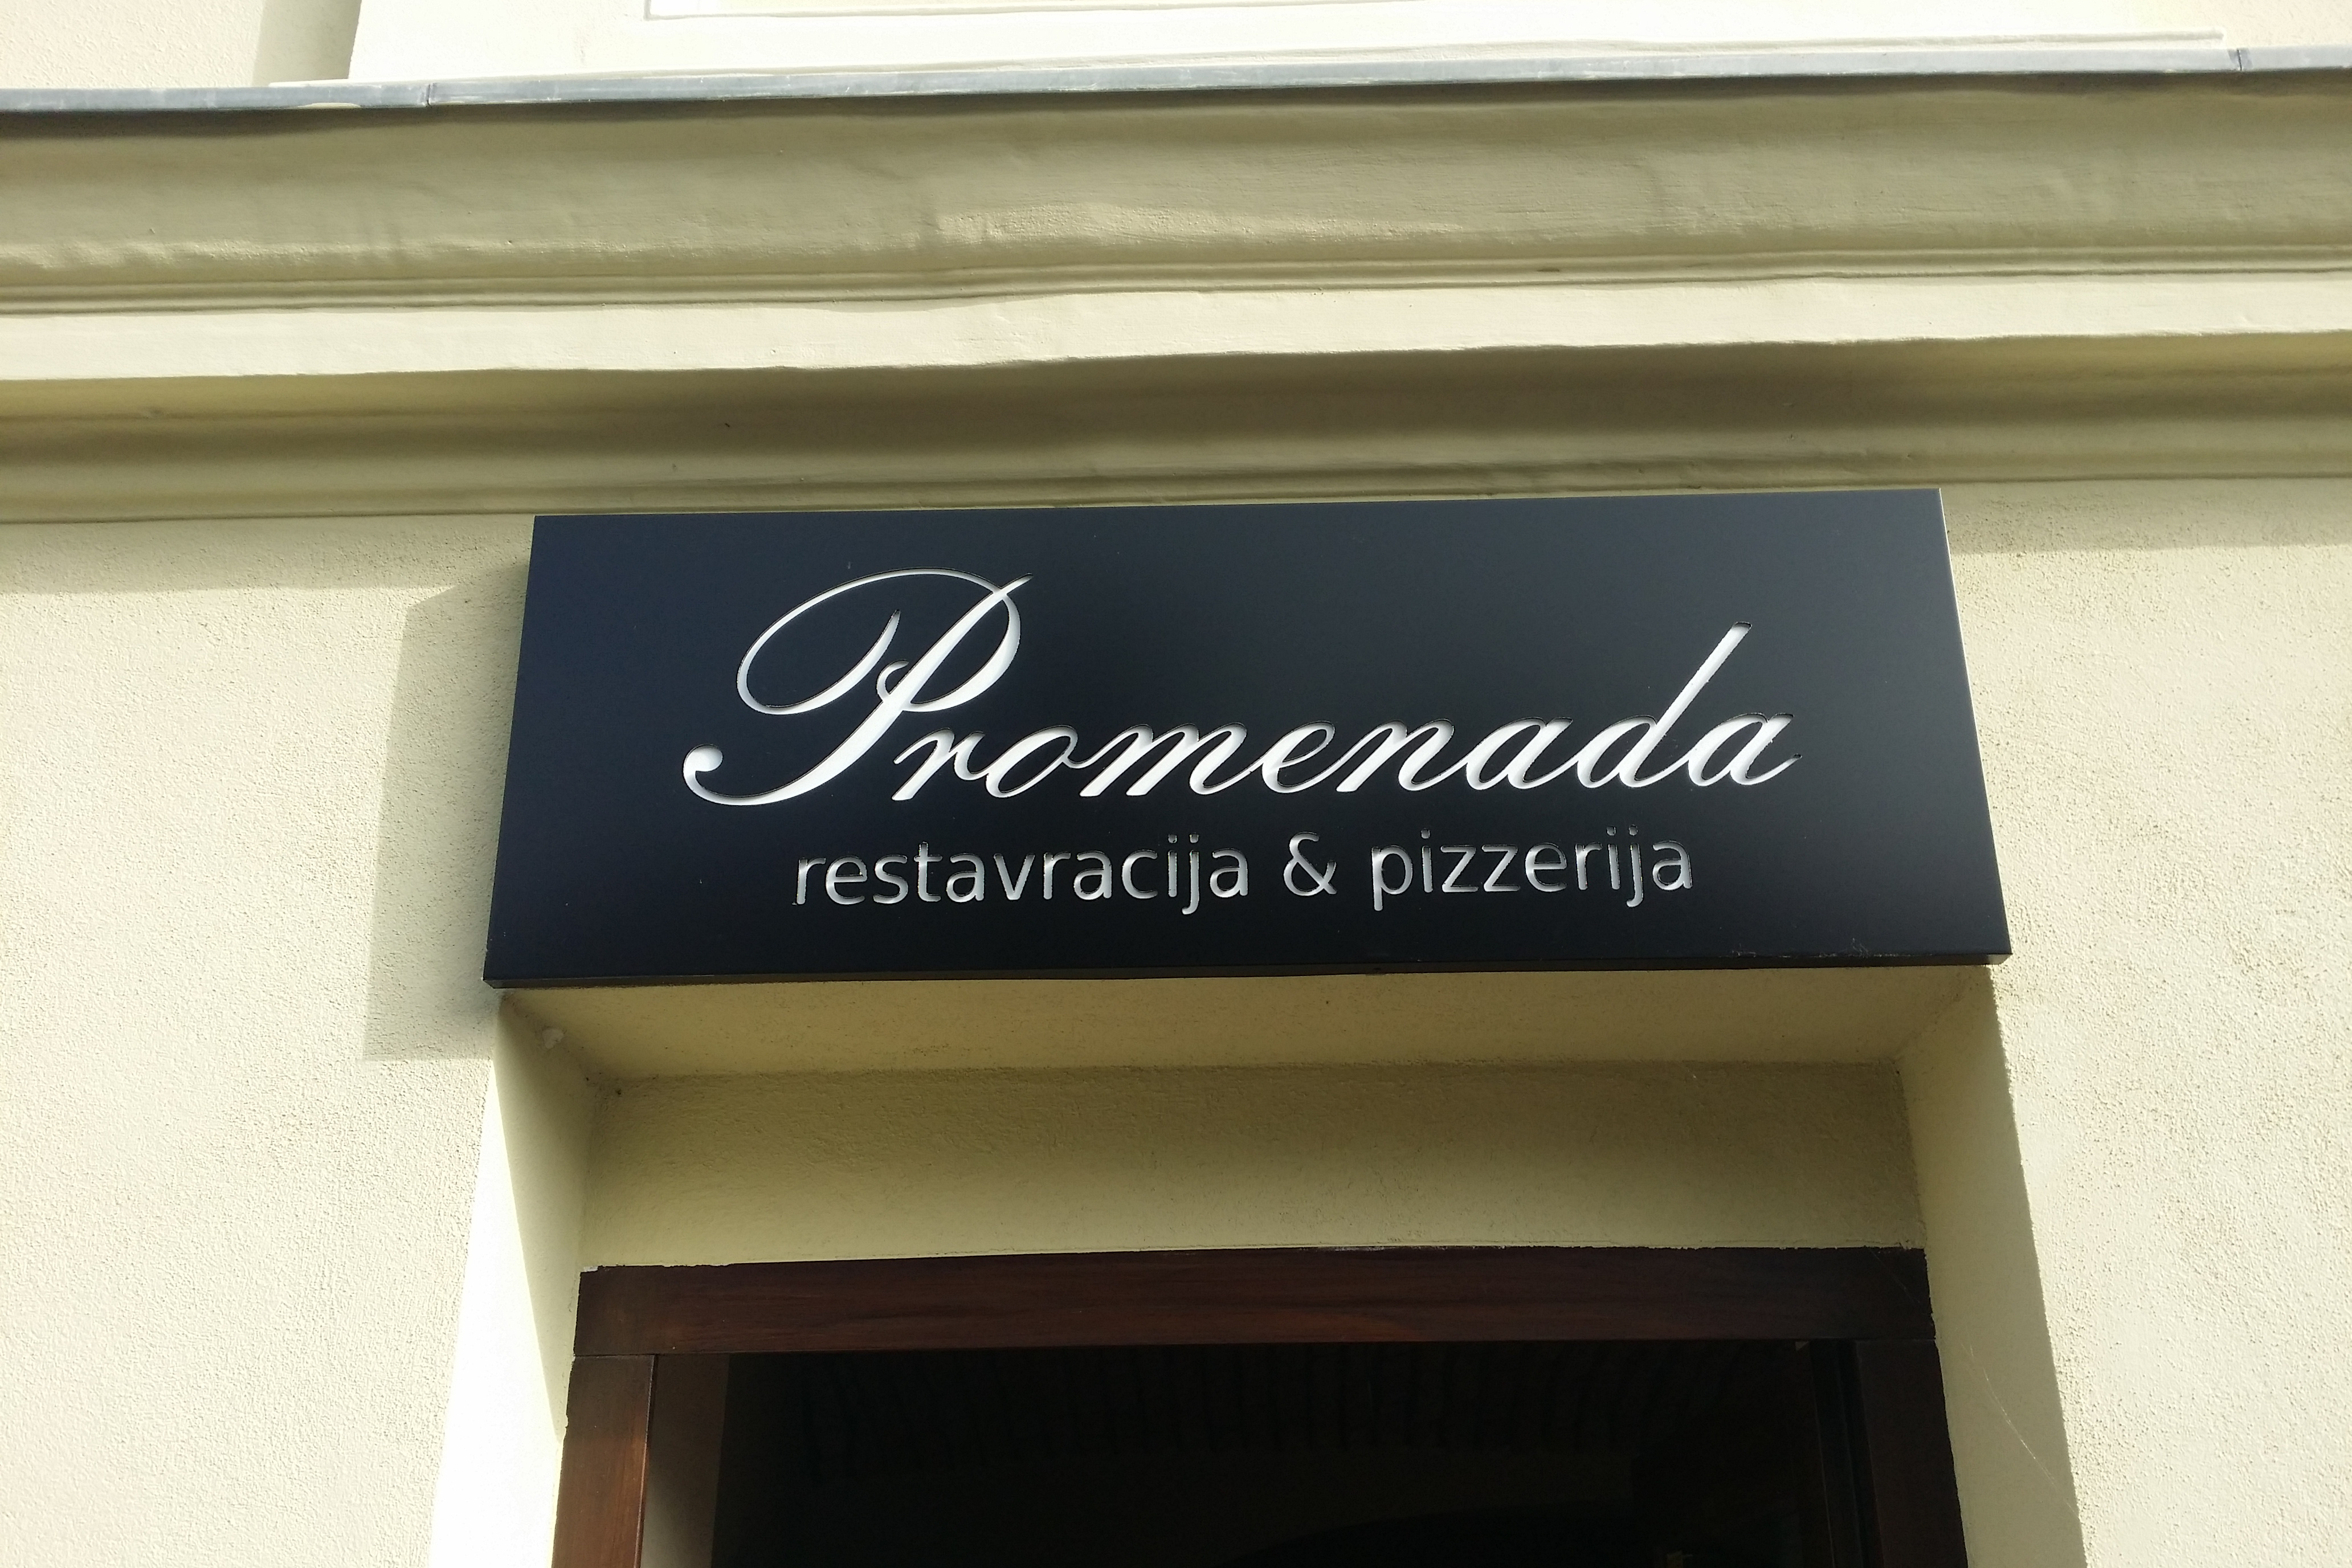 Promenada
restavracija & pizzerija